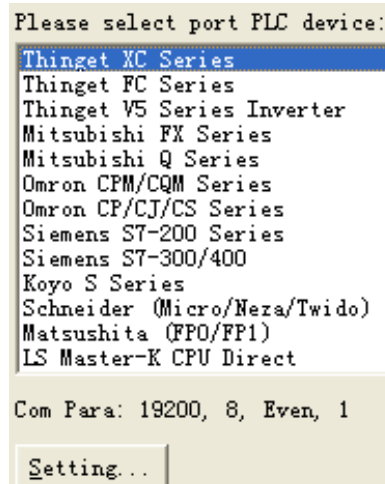 Please select port PLC device:
Thinget XC Series
Thinget FC Series
Thinget V5 Series Inverter
Mitsubishi FX Series
Mitsubishi Q Series
Omron CPM/CQM Series
Omron CP/CJ/CS Series
Siemens S7-200 Series
Siemens S7-300/400
Koyo S Series
Schneider (Micro/Neza/Twido)
Matsushita (FP0/FP1)
LS Master-K CPU Direct
Com Para: 19200, 8, Even, 1
Setting...